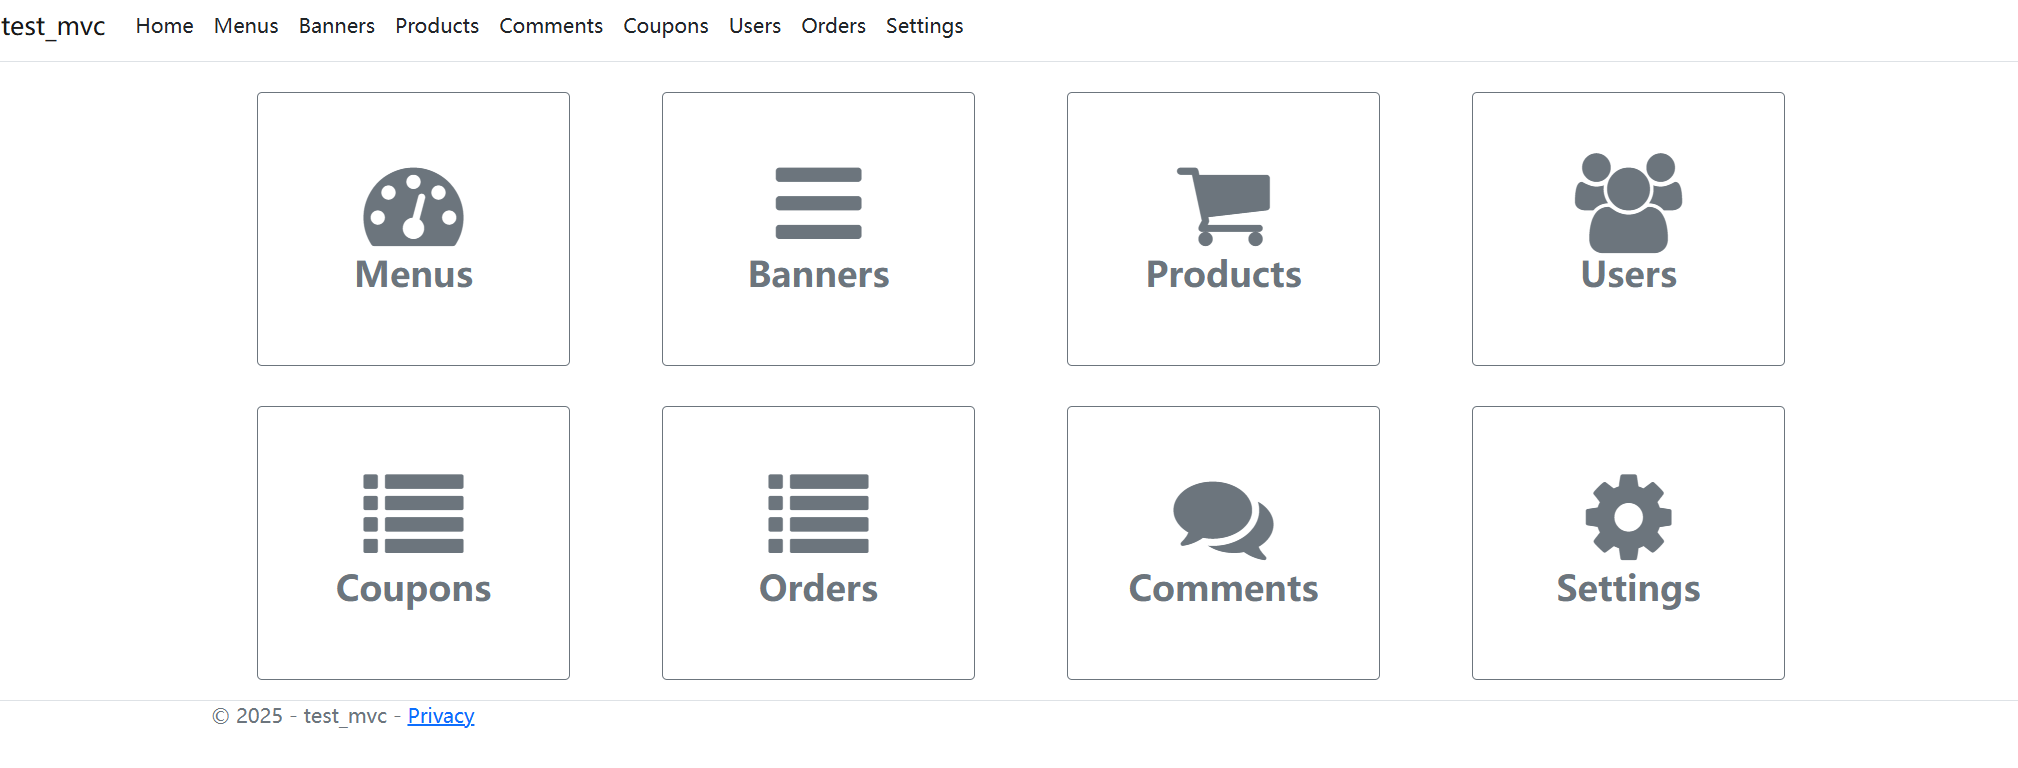 test_mvc Home Menus Banners Products Comments Coupons Users Orders Settings
Menus Banners Products Users
Coupons Orders Comments Settings
© 2025 - test_mvc - Privacy